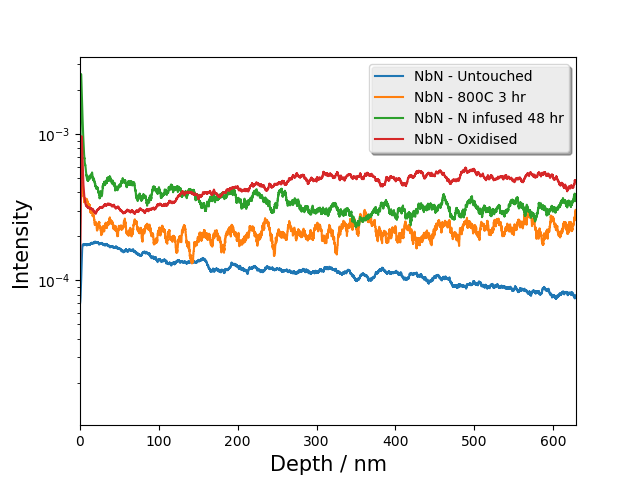 NbN - Untouched
NbN - 800C 3 hr
NbN - N infused 48 hr
NbN - Oxidised
10⁻³
10⁻⁴
Intensity
0 100 200 300 400 500 600
Depth / nm